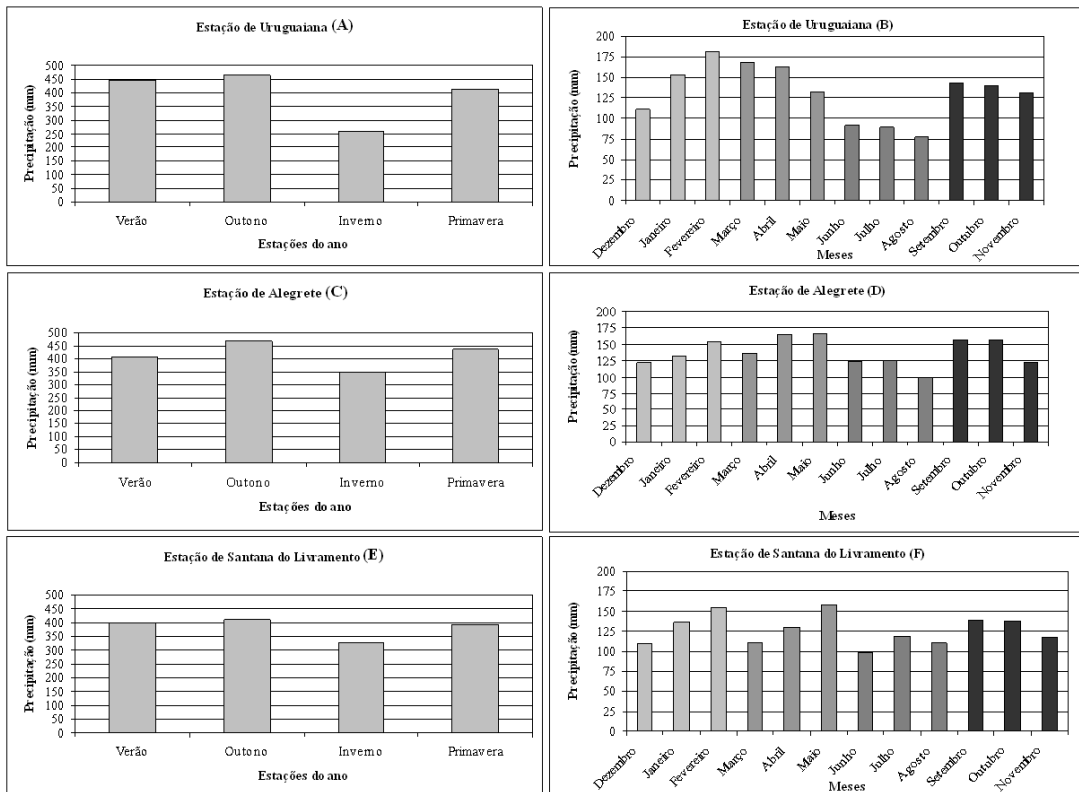 Estação de Uruguaiana (A)
Precipitação (mm)
500
450
400
350
300
250
200
150
100
50
0
Verão Outono Inverno Primavera
Estações do ano
Estação de Uruguaiana (B)
Precipitação (mm)
200
175
150
125
100
75
50
25
0
Dezembro Janeiro Fevereiro Março Abril Maio Junho Julho Agosto Setembro Outubro Novembro
Meses
Estação de Alegrete (C)
Precipitação (mm)
500
450
400
350
300
250
200
150
100
50
0
Verão Outono Inverno Primavera
Estações do ano
Estação de Alegrete (D)
Precipitação (mm)
200
175
150
125
100
75
50
25
0
Dezembro Janeiro Fevereiro Março Abril Maio Junho Julho Agosto Setembro Outubro Novembro
Meses
Estação de Santana do Livramento (E)
Precipitação (mm)
500
450
400
350
300
250
200
150
100
50
0
Verão Outono Inverno Primavera
Estações do ano
Estação de Santana do Livramento (F)
Precipitação (mm)
200
175
150
125
100
75
50
25
0
Dezembro Janeiro Fevereiro Março Abril Maio Junho Julho Agosto Setembro Outubro Novembro
Meses